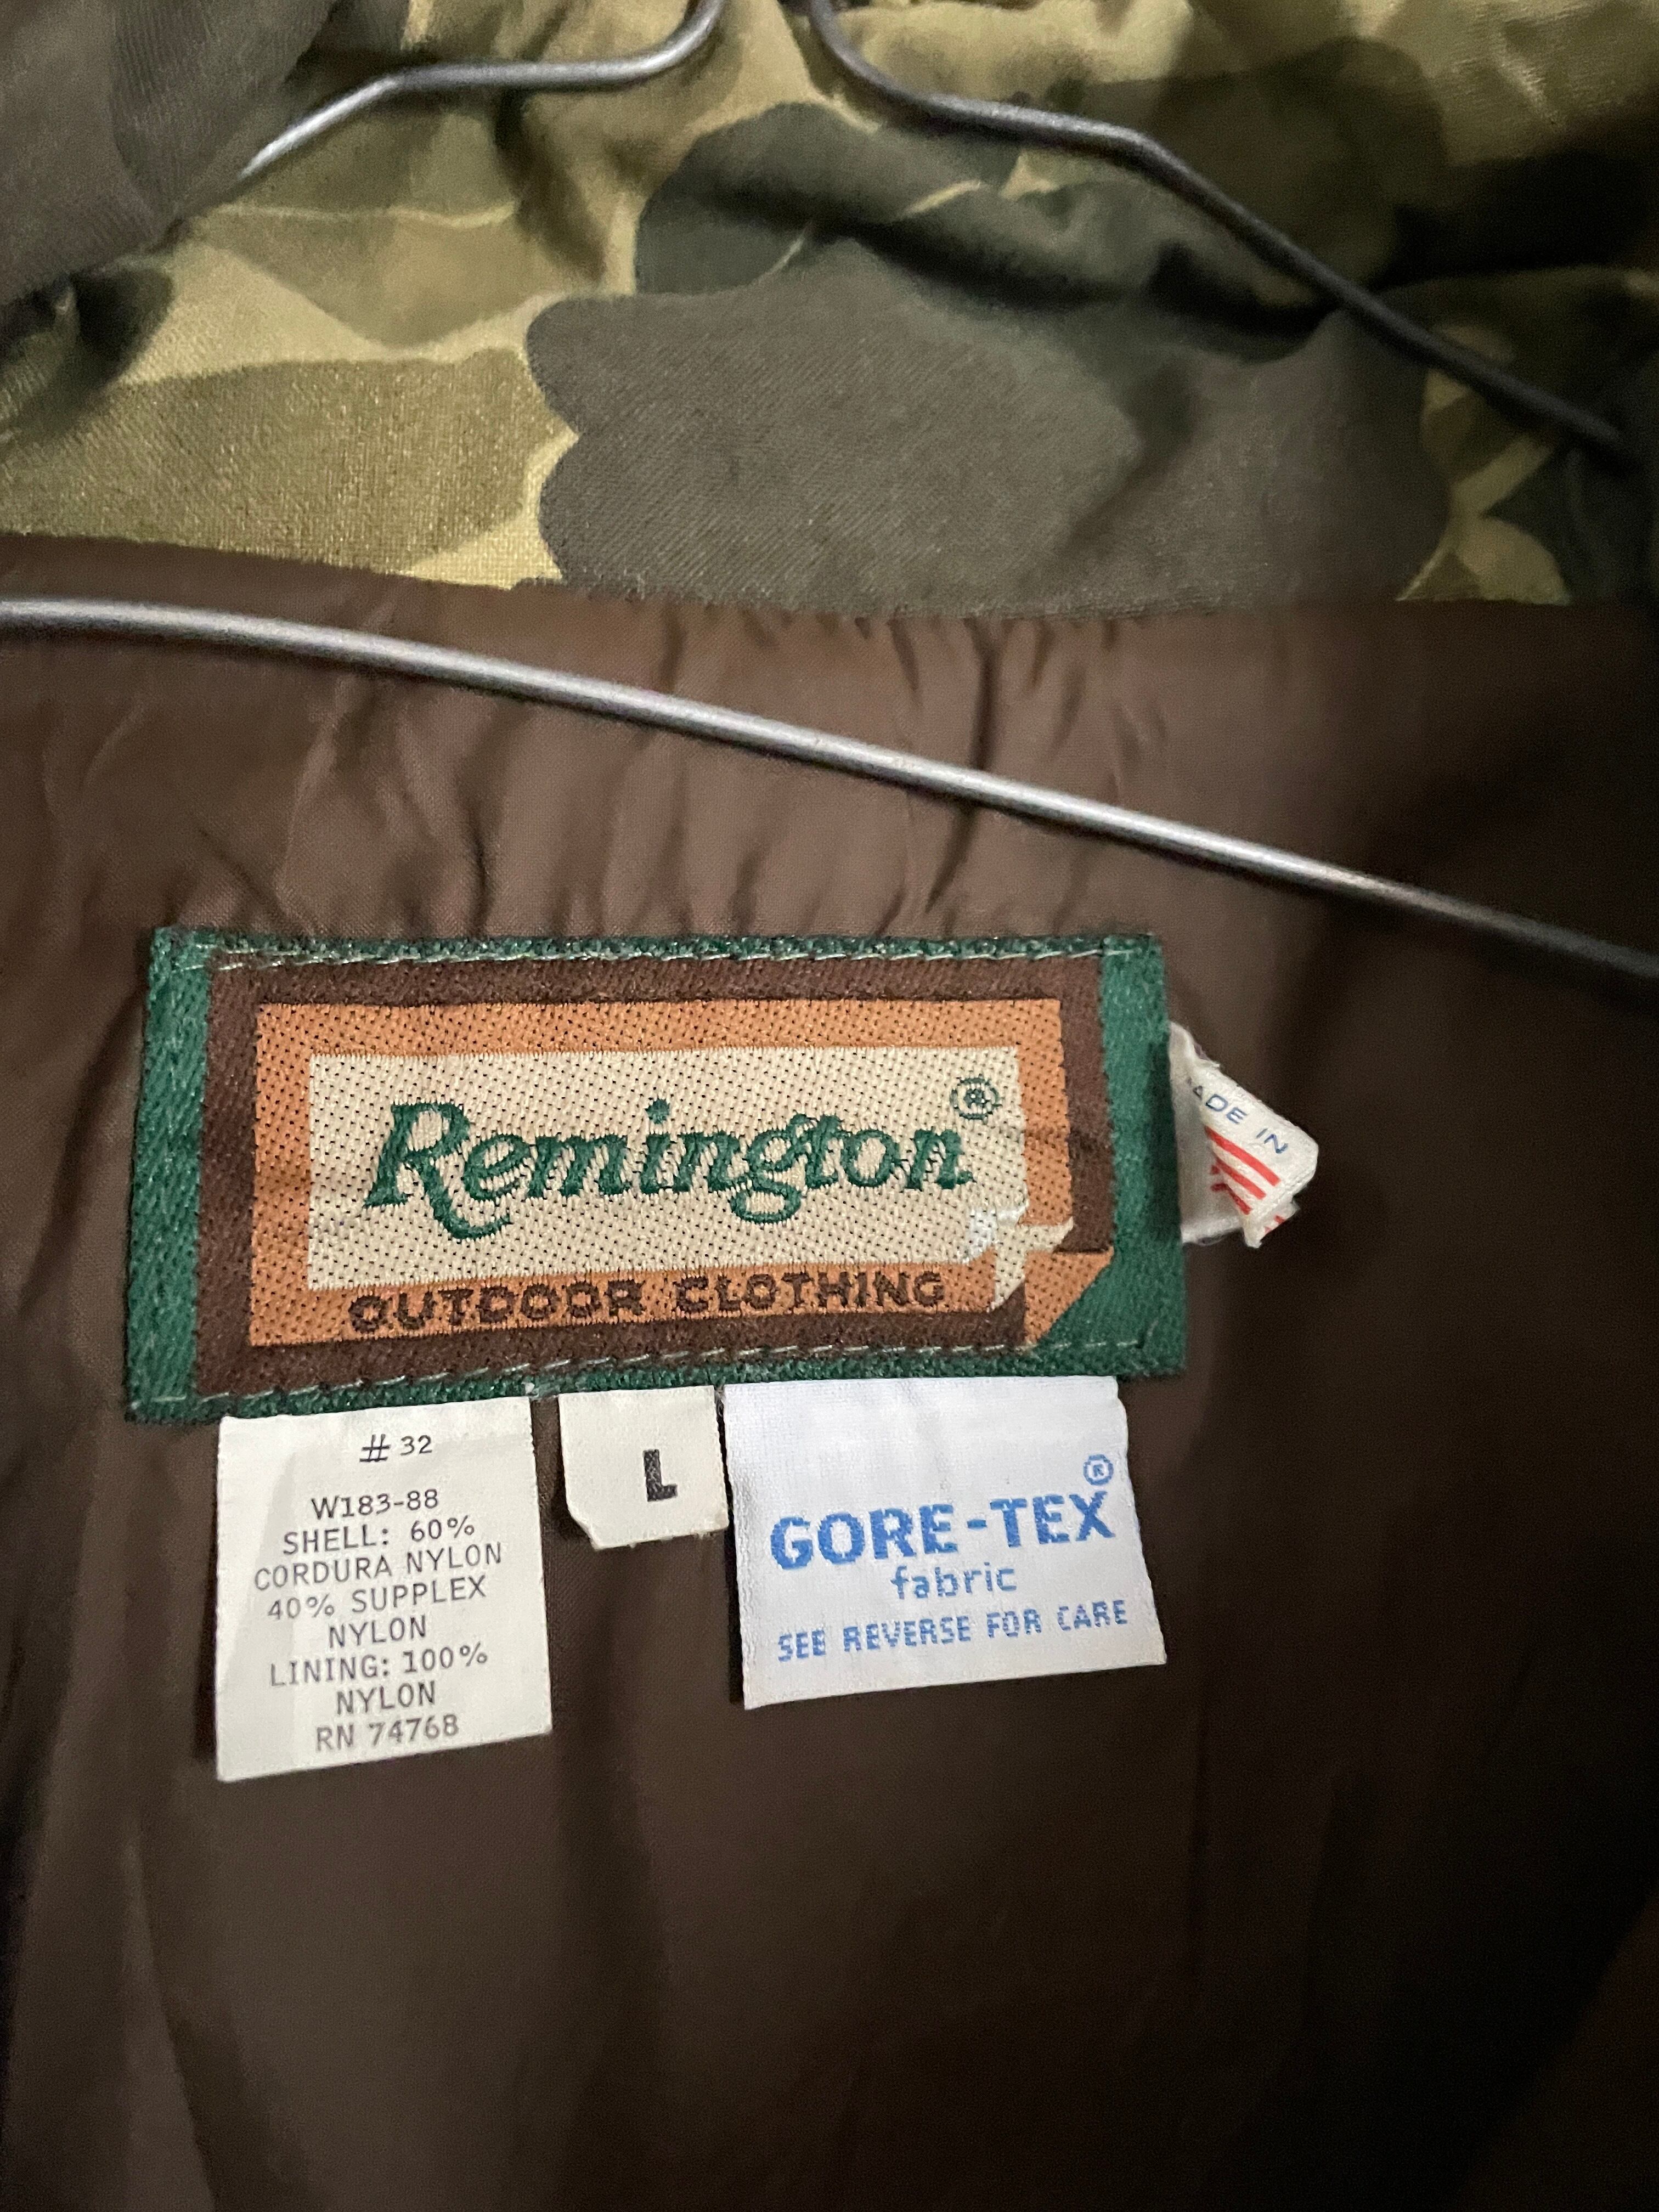 Remington®
OUTDOOR CLOTHING
ADE IN
# 32
W183-88
SHELL: 60%
CORDURA NYLON
40% SUPPLEX
NYLON
LINING: 100%
NYLON
RN 74768
L
GORE-TEX®
fabric
SEE REVERSE FOR CARE